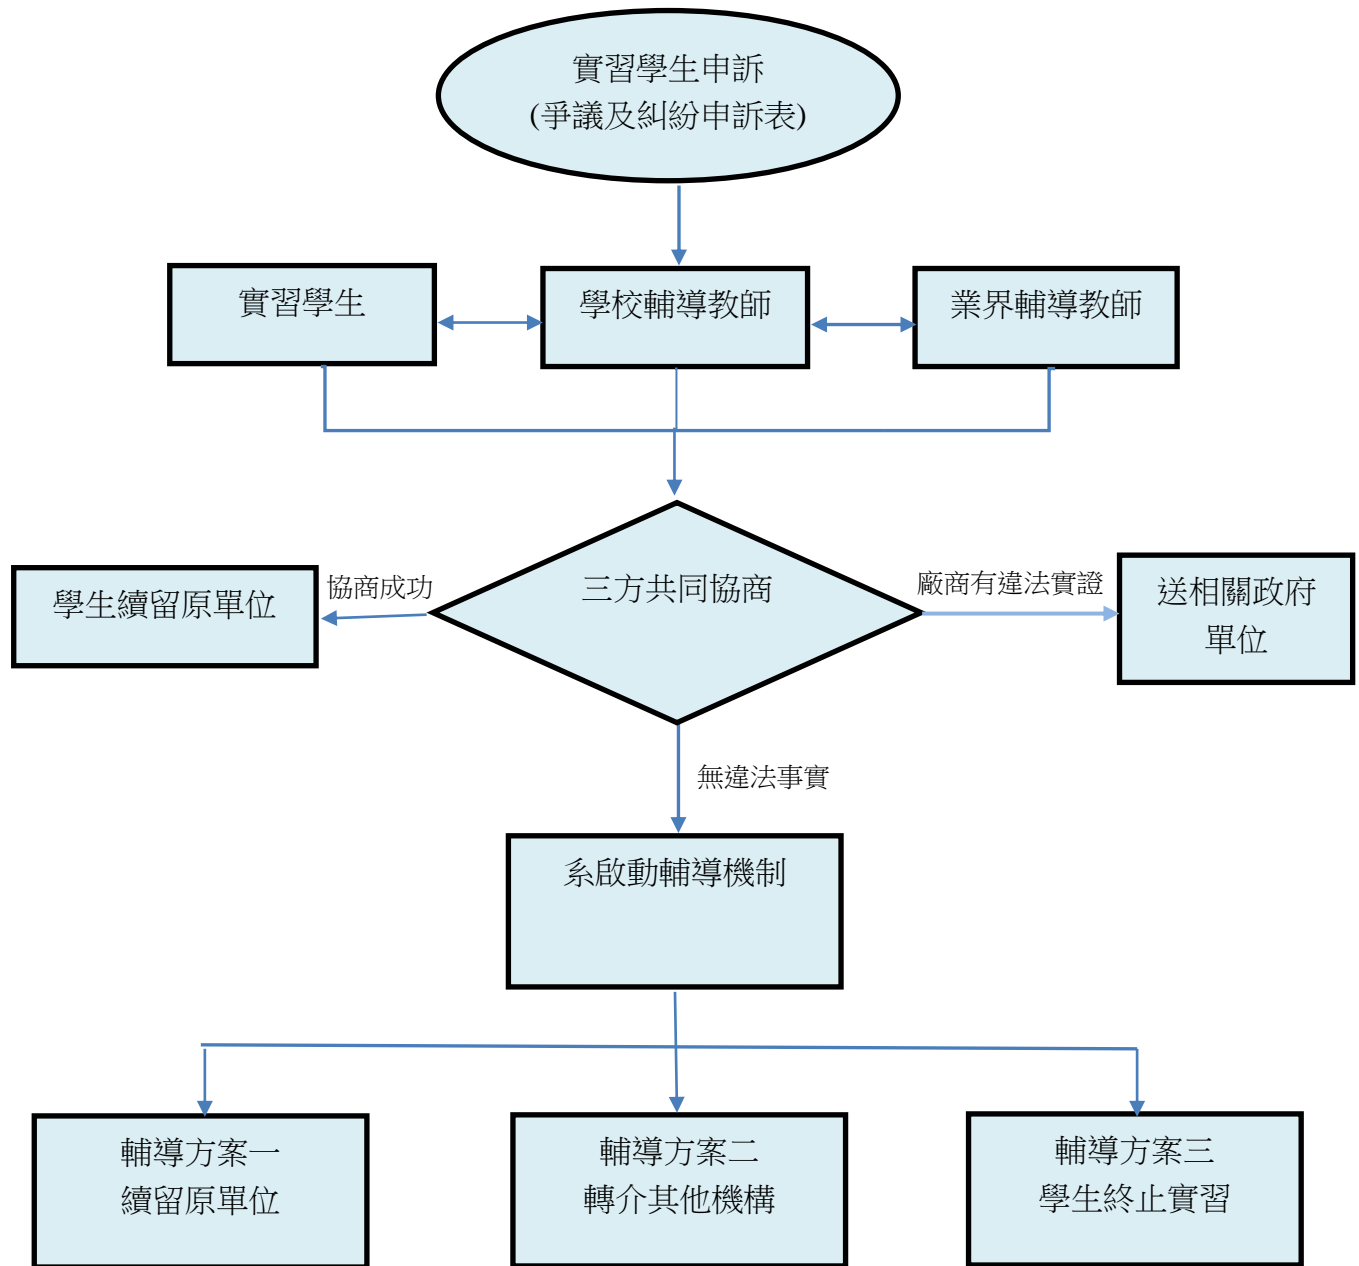 實習學生申訴
(爭議及糾紛申訴表)
實習學生
學校輔導教師
業界輔導教師
三方共同協商
協商成功
學生續留原單位
廠商有違法實證
送相關政府
單位
無違法事實
系啟動輔導機制
輔導方案一
續留原單位
輔導方案二
轉介其他機構
輔導方案三
學生終止實習